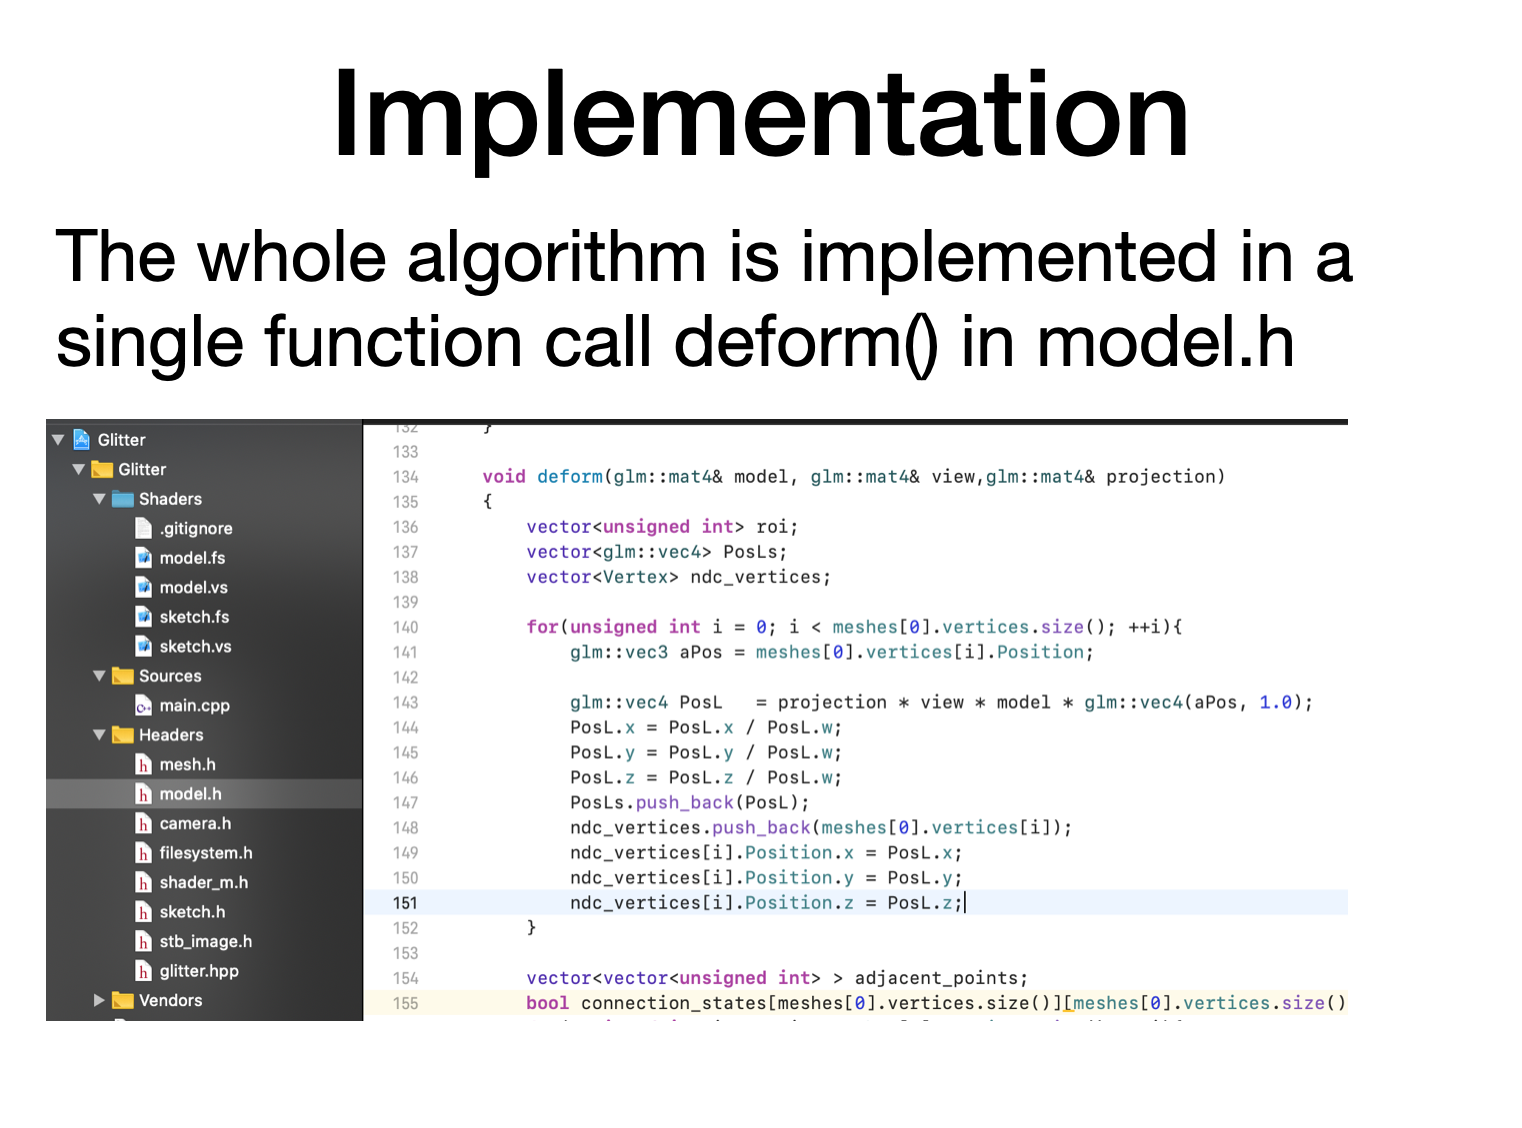 Implementation
The whole algorithm is implemented in a
single function call deform() in model.h
Glitter
Glitter
Shaders
.gitignore
model.fs
model.vs
sketch.fs
sketch.vs
Sources
main.cpp
Headers
mesh.h
model.h
camera.h
filesystem.h
shader_m.h
sketch.h
stb_image.h
glitter.hpp
Vendors
132 }
133
134 void deform(glm::mat4& model, glm::mat4& view,glm::mat4& projection)
135 {
136 vector<unsigned int> roi;
137 vector<glm::vec4> PosLs;
138 vector<Vertex> ndc_vertices;
139
140 for(unsigned int i = 0; i < meshes[0].vertices.size(); ++i){
141 glm::vec3 aPos = meshes[0].vertices[i].Position;
142
143 glm::vec4 PosL   = projection * view * model * glm::vec4(aPos, 1.0);
144 PosL.x = PosL.x / PosL.w;
145 PosL.y = PosL.y / PosL.w;
146 PosL.z = PosL.z / PosL.w;
147 PosLs.push_back(PosL);
148 ndc_vertices.push_back(meshes[0].vertices[i]);
149 ndc_vertices[i].Position.x = PosL.x;
150 ndc_vertices[i].Position.y = PosL.y;
151 ndc_vertices[i].Position.z = PosL.z;
152 }
153
154 vector<vector<unsigned int> > adjacent_points;
155 bool connection_states[meshes[0].vertices.size()][meshes[0].vertices.size()